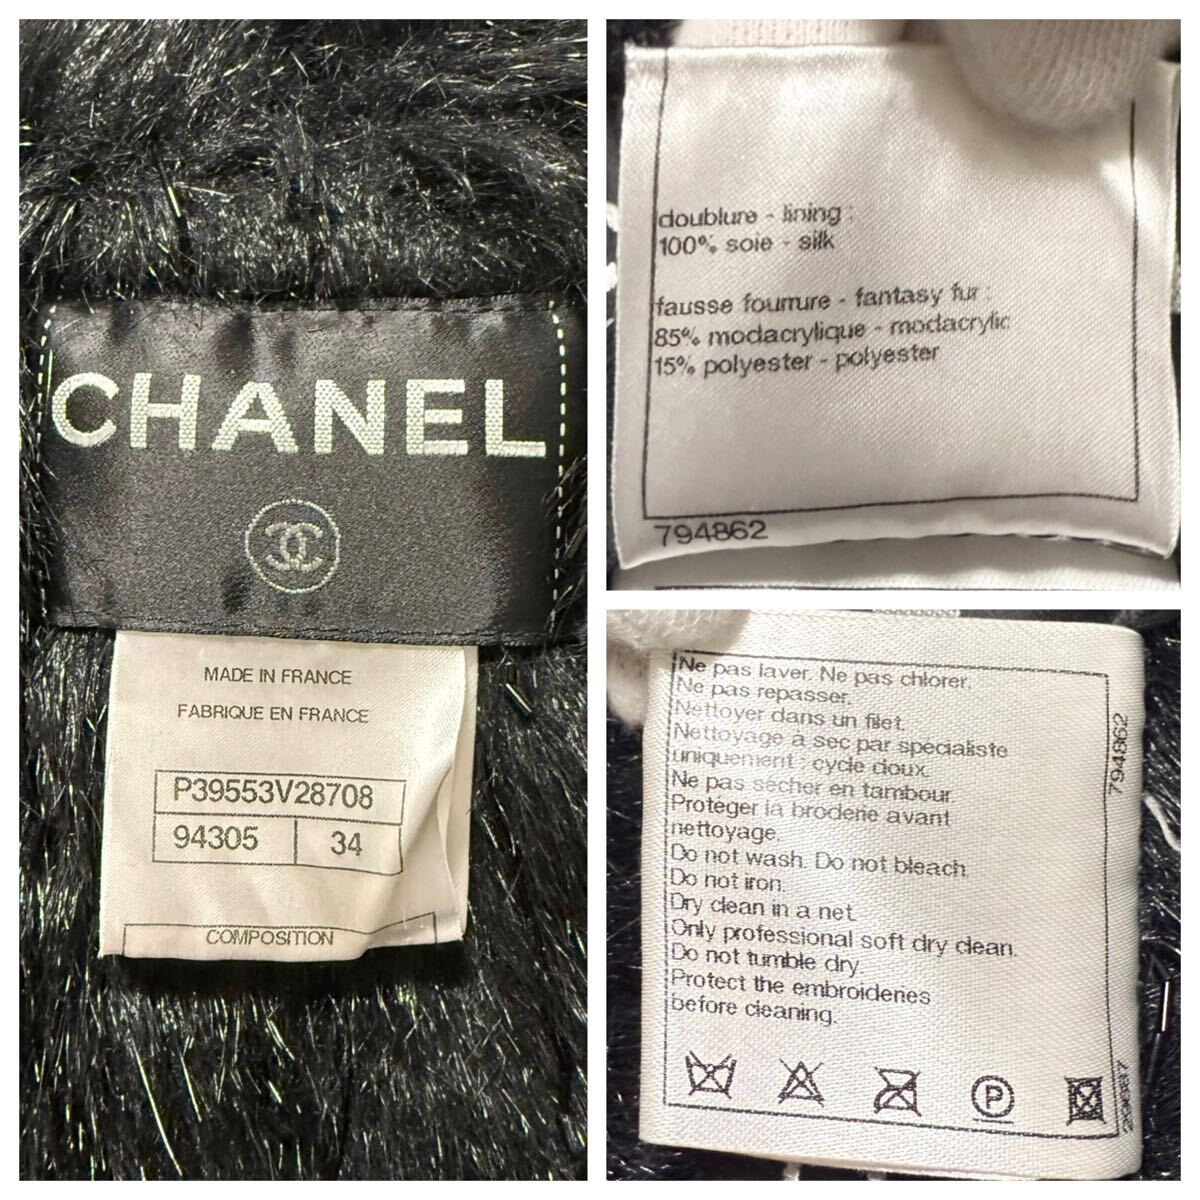 CHANEL
MADE IN FRANCE
FABRIQUE EN FRANCE
P39553V28708
94305 34
COMPOSITION
doublure - lining :
100% soie - silk
fausse fourrure - fantasy fur :
85% modacrylique - modacrylic
15% polyester - polyester
794862
Ne pas laver. Ne pas chlorer.
Ne pas repasser.
Nettoyer dans un filet.
Nettoyage à sec par spécialiste
uniquement : cycle doux.
Ne pas sécher en tambour.
Protéger la broderie avant
nettoyage.
Do not wash. Do not bleach.
Do not iron.
Dry clean in a net.
Only professional soft dry clean.
Do not tumble dry.
Protect the embroideries
before cleaning.
P
794862